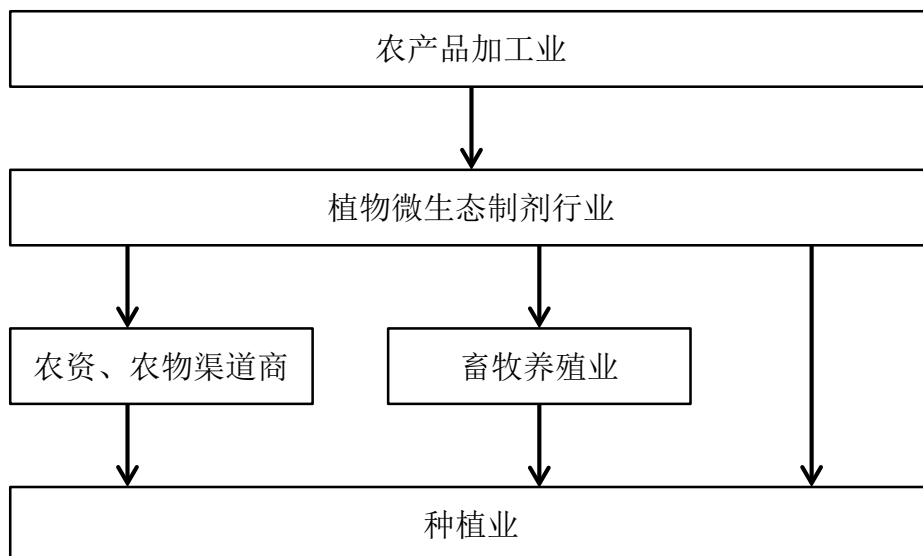 农产品加工业
植物微生态制剂行业
农资、农物渠道商
畜牧养殖业
种植业